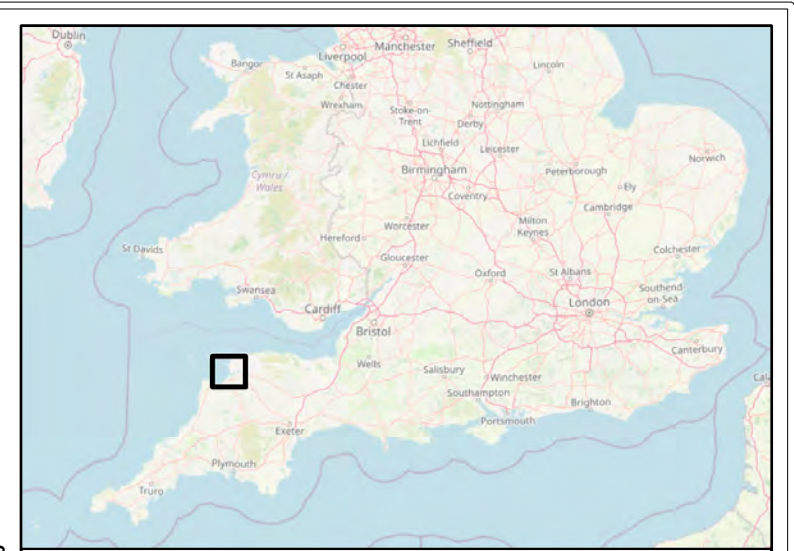 Dublin
Manchester
Sheffield
Liverpool
Bangor
St Asaph
Chester
Lincoln
Wrexham
Stoke-on-
Trent
Nottingham
Derby
Lichfield
Leicester
Norwich
Cymru /
Wales
Birmingham
Peterborough
Ely
Coventry
Cambridge
Worcester
Milton
Keynes
Hereford
St Davids
Gloucester
Colchester
Oxford
St Albans
Swansea
Southend
-on-Sea
Cardiff
London
Bristol
Canterbury
Wells
Salisbury
Winchester
Cal
Southampton
Brighton
Portsmouth
Exeter
Plymouth
Truro